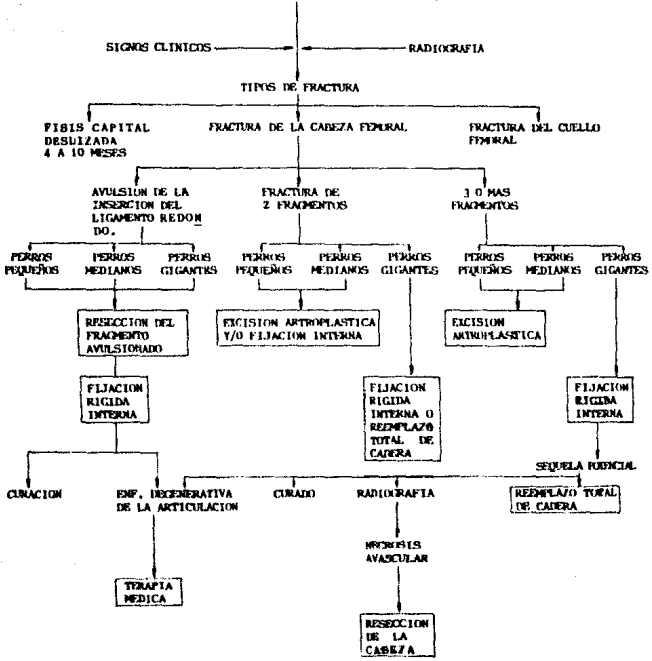 SIGNOS CLINICOS
RADIOGRAFIA
TIPOS DE FRACTURA
FISIS CAPITAL
DESLIZADA
4 A 10 MESES
FRACTURA DE LA CABEZA FEMORAL
FRACTURA DEL CUELLO
FEMORAL
AVULSION DE LA
INSERCION DEL
LIGAMENTO REDON
DO.
FRACTURA DE
2 FRAGMENTOS
3 O MAS
FRAGMENTOS
PERROS
PEQUEÑOS
PERROS
MEDIANOS
PERROS
GIGANTES
PERROS
PEQUEÑOS
PERROS
MEDIANOS
PERROS
GIGANTES
PERROS
PEQUEÑOS
PERROS
MEDIANOS
PERROS
GIGANTES
RESECCION DEL
FRAGMENTO
AVULSIONADO
EXCISION ARTROPLASTICA
Y/O FIJACION INTERNA
EXCISION
ARTROPLASTICA
FIJACION
RIGIDA
INTERNA
FIJACION
RIGIDA
INTERNA O
REEMPLAZO
TOTAL DE
CADERA
FIJACION
RIGIDA
INTERNA
SEQUELA POTENCIAL
CURACION
ENF. DEGENERATIVA
DE LA ARTICULACION
CURADO
RADIOGRAFIA
REEMPLAZO TOTAL
DE CADERA
NECROSIS
AVASCULAR
TERAPIA
MEDICA
RESECCION
DE LA
CABEZA